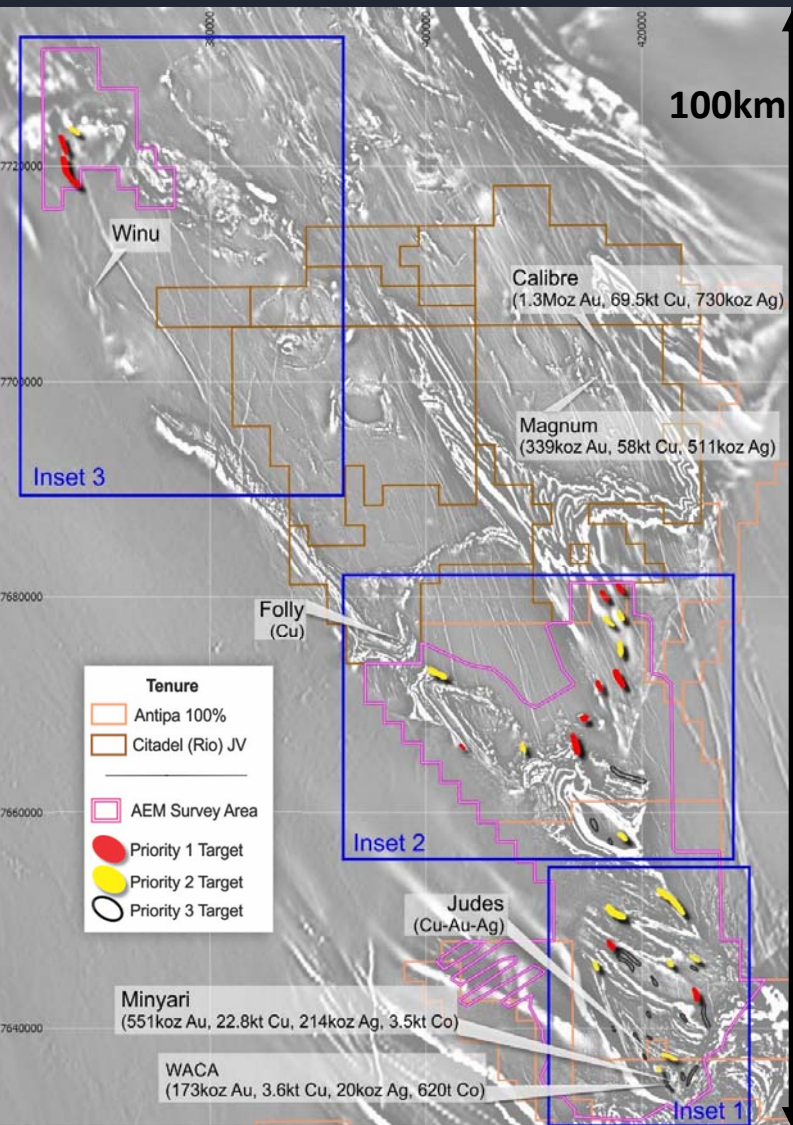 380000
400000
420000
100km
7720000
Winu
Calibre
(1.3Moz Au, 69.5kt Cu, 730koz Ag)
7700000
Magnum
(339koz Au, 58kt Cu, 511koz Ag)
Inset 3
7680000
Folly
(Cu)
Tenure
Antipa 100%
Citadel (Rio) JV
AEM Survey Area
Priority 1 Target
Priority 2 Target
Priority 3 Target
7660000
Inset 2
Judes
(Cu-Au-Ag)
Minyari
(551koz Au, 22.8kt Cu, 214koz Ag, 3.5kt Co)
7640000
WACA
(173koz Au, 3.6kt Cu, 20koz Ag, 620t Co)
Inset 1